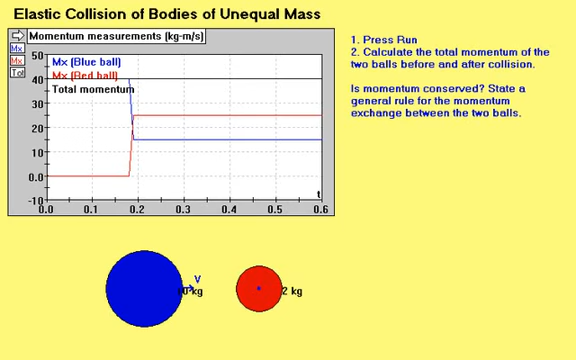 Elastic Collision of Bodies of Unequal Mass
Momentum measurements (kg-m/s)
Mx
Mx
Tot
Mx (Blue ball)
Mx (Red ball)
Total momentum
50
40
30
20
10
0.0
-10
0.0 0.1 0.2 0.3 0.4 0.5 0.6
t
1. Press Run
2. Calculate the total momentum of the
two balls before and after collision.
Is momentum conserved? State a
general rule for the momentum
exchange between the two balls.
V
kg
2 kg